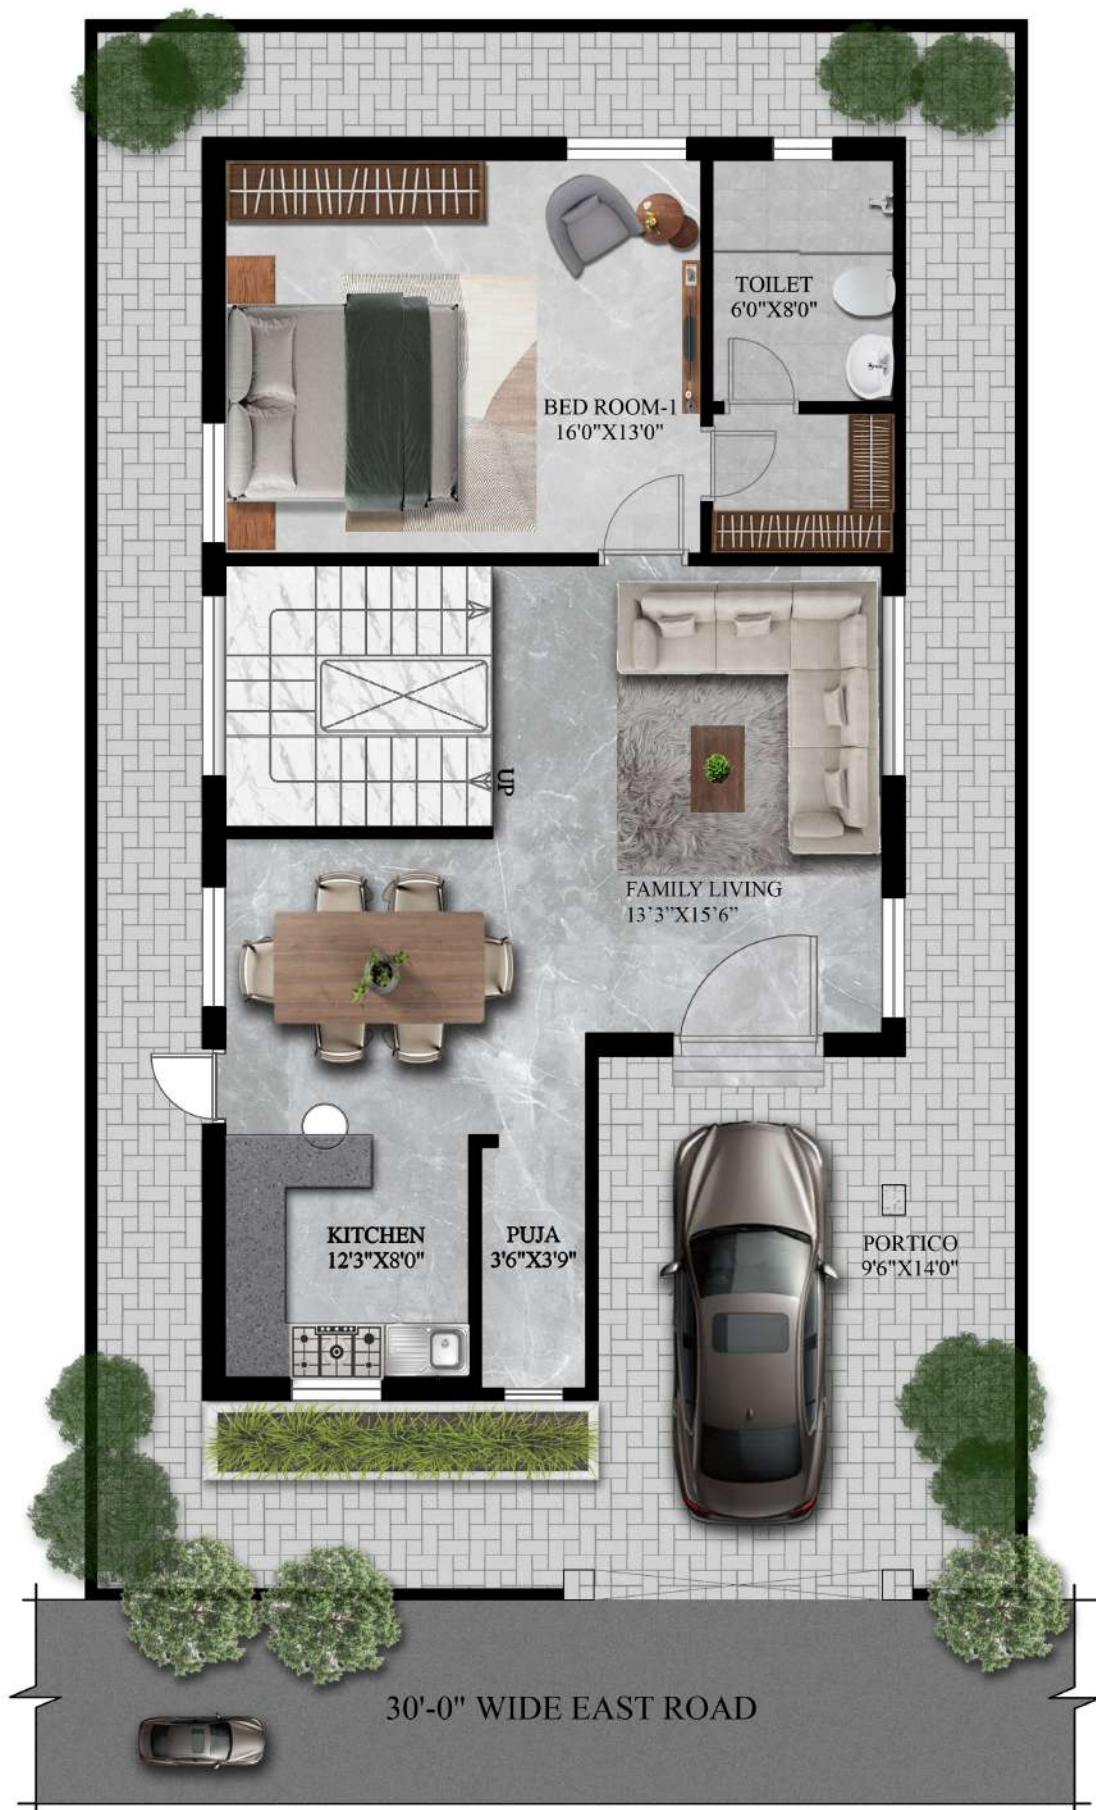 TOILET
6'0"X8'0"
BED ROOM-1
16'0"X13'0"
UP
FAMILY LIVING
13’3”X15’6”
KITCHEN
12'3"X8'0"
PUJA
3'6"X3'9"
PORTICO
9'6"X14'0"
30'-0" WIDE EAST ROAD